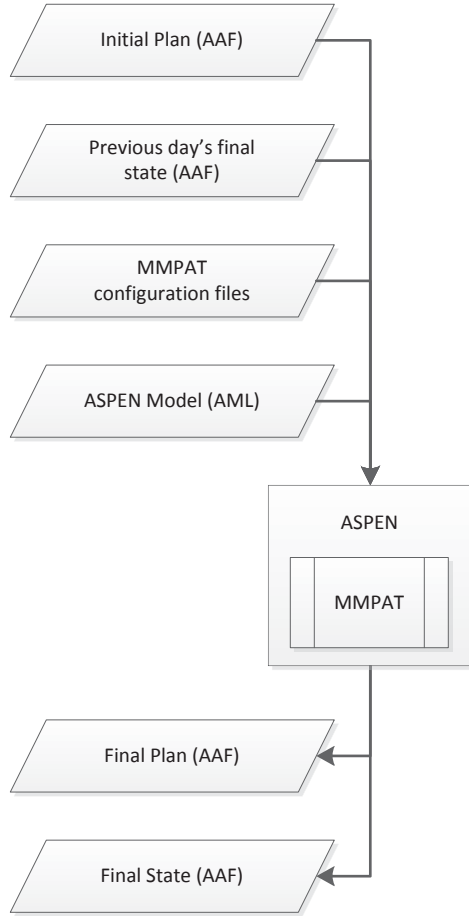 Initial Plan (AAF)
Previous day's final
state (AAF)
MMPAT
configuration files
ASPEN Model (AML)
ASPEN
MMPAT
Final Plan (AAF)
Final State (AAF)